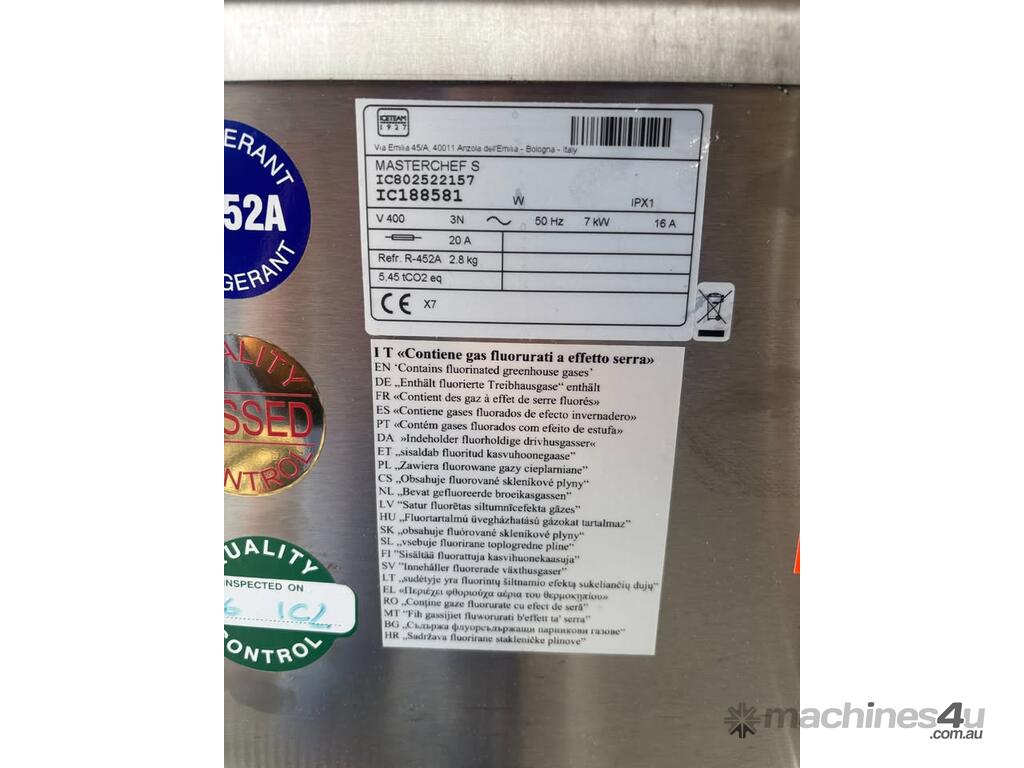 ICETEAM
1927
Via Emilia 45/A, 40011 Anzola dell'Emilia - Bologna - Italy
MASTERCHEF S
IC802522157
IC188581 W IPX1
V 400 3N 50 Hz 7 kW 16 A
20 A
Refr. R-452A 2.8 kg
5,45 tCO2 eq
CE X7
ERANT
52A
GERANT
ALITY
SSED
NTROL
QUALITY
INSPECTED ON
ICL
CONTROL
IT «Contiene gas fluorurati a effetto serra»
EN ‘Contains fluorinated greenhouse gases’
DE „Enthält fluorierte Treibhausgase“ enthält
FR «Contient des gaz à effet de serre fluorés»
ES «Contiene gases fluorados de efecto invernadero»
PT «Contém gases fluorados com efeito de estufa»
DA »Indeholder fluorholdige drivhusgasser«
ET „sisaldab fluoritud kasvuhoonegaase"
PL „Zawiera fluorowane gazy cieplarniane"
CS „Obsahuje fluorované skleníkové plyny"
NL „Bevat gefluoreerde broeikasgassen"
LV „Satur fluorētas siltumnīcefekta gāzes"
HU „Fluortartalmú üvegházhatású gázokat tartalmaz"
SK „obsahuje fluórované skleníkové plyny"
SL „vsebuje fluorirane toplogredne pline"
FI "Sisältää fluorattuja kasvihuonekaasuja"
SV "Innehåller fluorerade växthusgaser"
LT „sudėtyje yra fluorintų šiltnamio efektą sukeliančių dujų"
EL «Περιέχει φθοριούχα αέρια του θερμοκηπίου»
RO „Conține gaze fluorurate cu efect de seră"
MT "Fih gassijiet fluworurati b'effett ta' serra"
BG „Съдържа флуорсъдържащи парникови газове"
HR „Sadržava fluorirane stakleničke plinove"
machines4u
.com.au